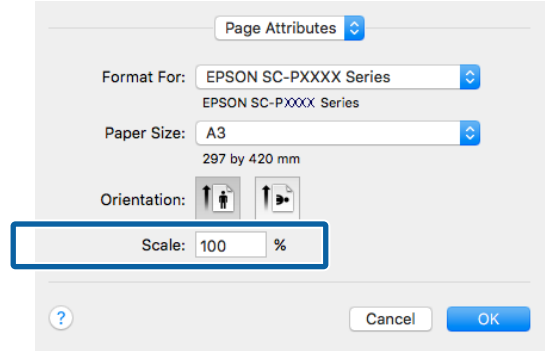 Page Attributes
Format For: EPSON SC-PXXXX Series
EPSON SC-PXXXX Series
Paper Size: A3
297 by 420 mm
Orientation:
Scale: 100 %
? Cancel OK